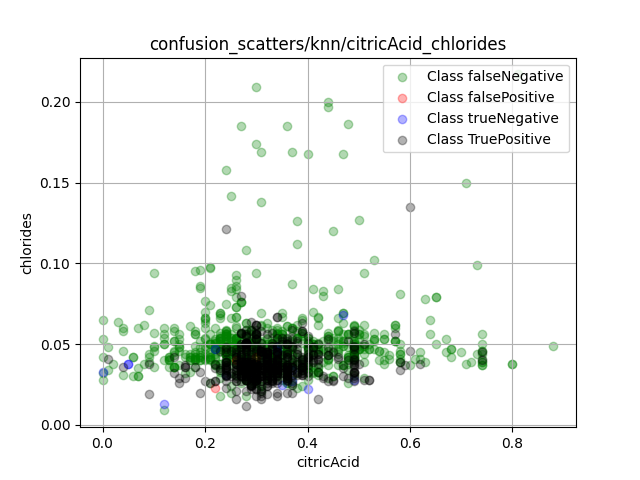 confusion_scatters/knn/citricAcid_chlorides
Class falseNegative
Class falsePositive
Class trueNegative
Class TruePositive
0.20
0.15
0.10
0.05
0.00
chlorides
0.0 0.2 0.4 0.6 0.8
citricAcid